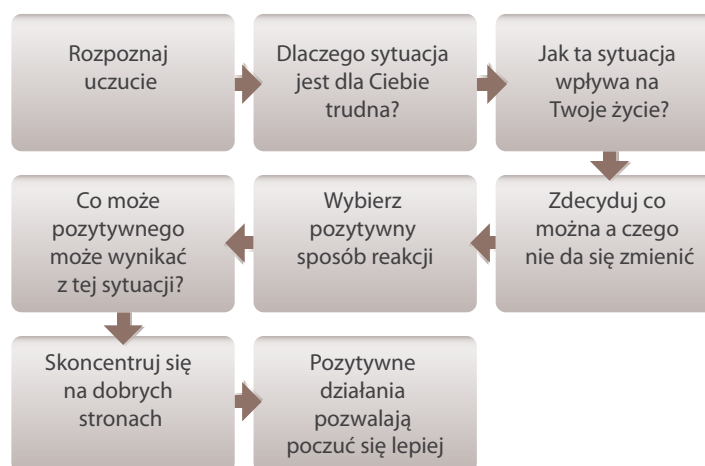 Rozpoznaj
uczucie
Dlaczego sytuacja
jest dla Ciebie
trudna?
Jak ta sytuacja
wpływa na
Twoje życie?
Zdecyduj co
można a czego
nie da się zmienić
Wybierz
pozytywny
sposób reakcji
Co może
pozytywnego
może wynikać
z tej sytuacji?
Skoncentruj się
na dobrych
stronach
Pozytywne
działania
pozwalają
poczuć się lepiej